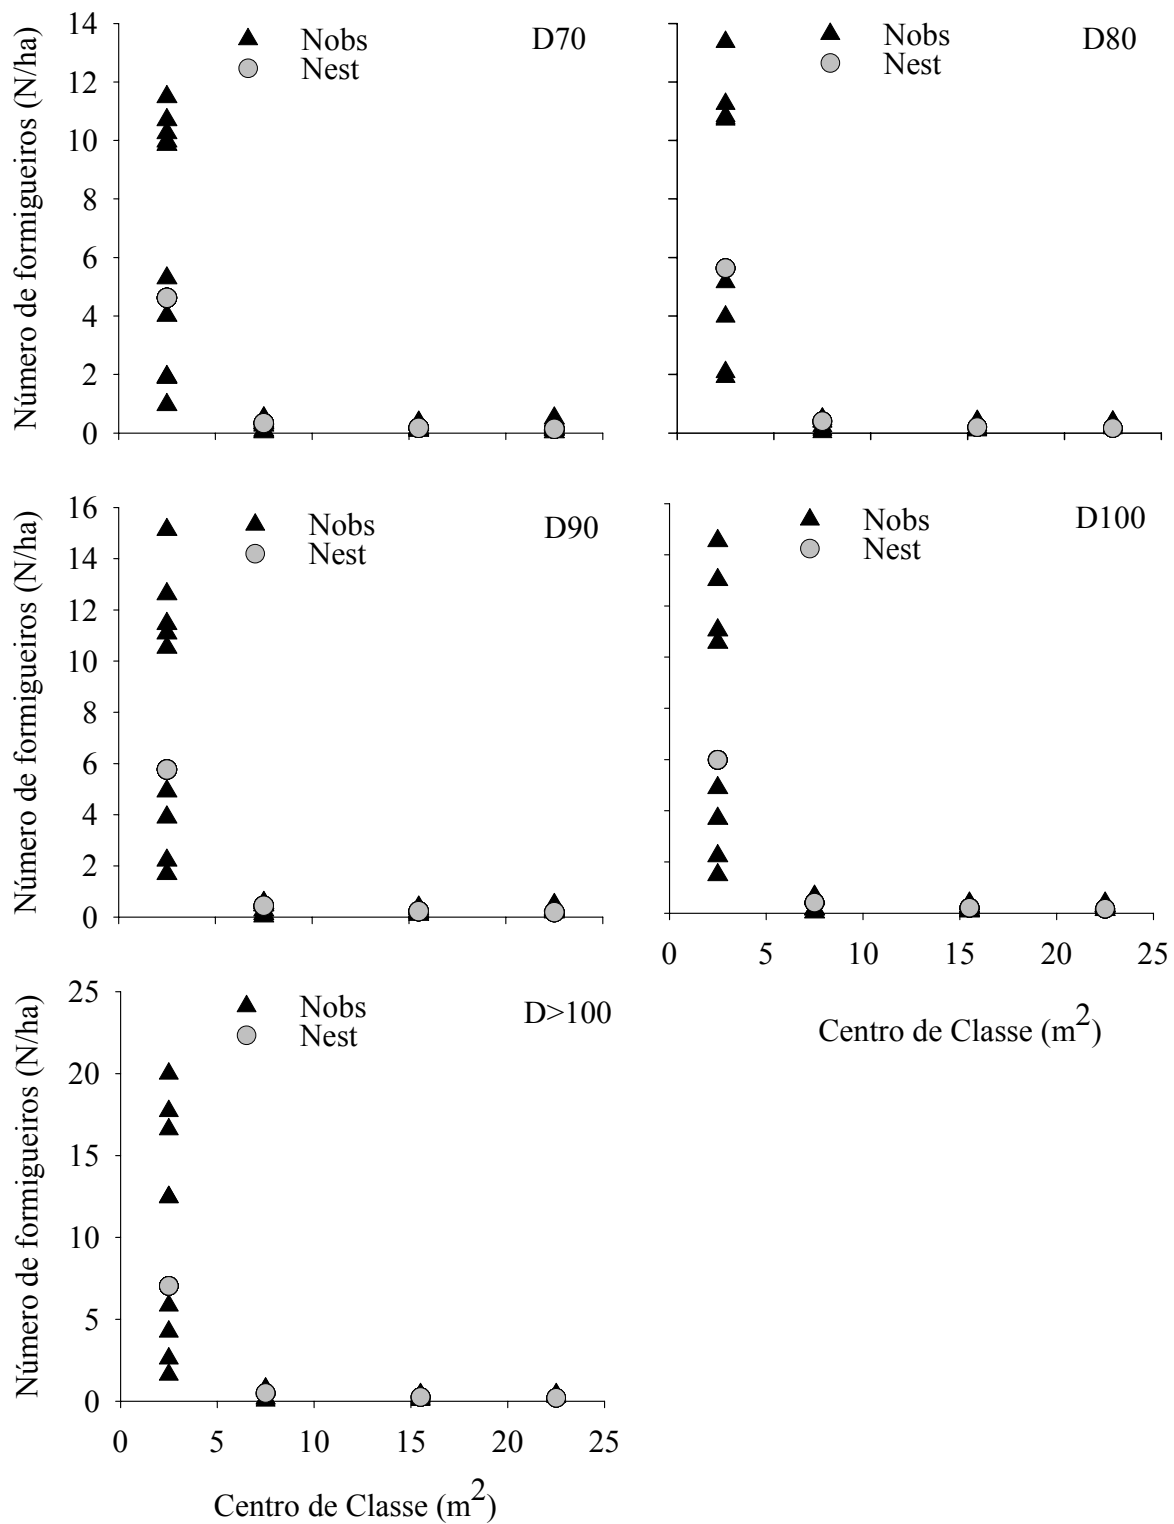 Número de formigueiros (N/ha)
14
12
10
8
6
4
2
0
Nobs
Nest
D70
Nobs
Nest
D80
Número de formigueiros (N/ha)
16
14
12
10
8
6
4
2
0
Nobs
Nest
D90
Nobs
Nest
D100
0 5 10 15 20 25
Centro de Classe (m²)
Número de formigueiros (N/ha)
25
20
15
10
5
0
Nobs
Nest
D>100
0 5 10 15 20 25
Centro de Classe (m²)